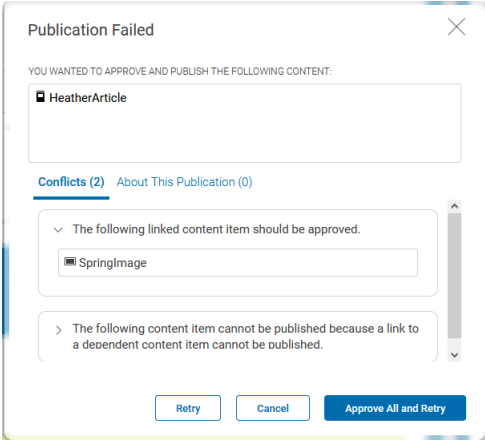 Publication Failed
YOU WANTED TO APPROVE AND PUBLISH THE FOLLOWING CONTENT:
HeatherArticle
Conflicts (2) About This Publication (0)
The following linked content item should be approved.
SpringImage
The following content item cannot be published because a link to
a dependent content item cannot be published.
Retry Cancel Approve All and Retry